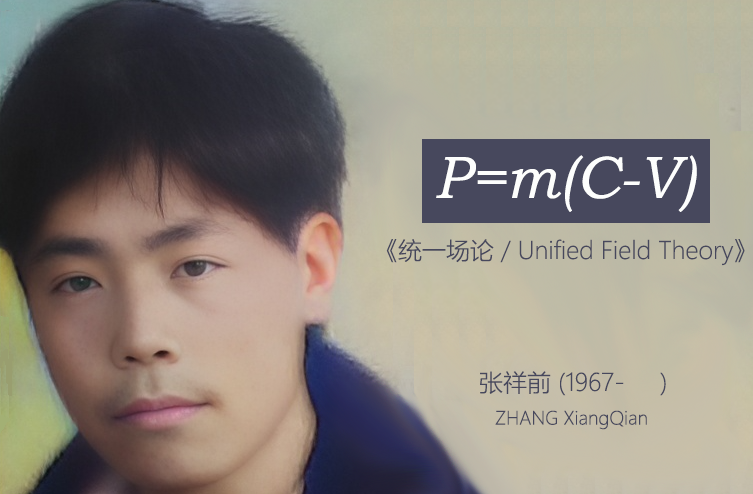 P=m(C-V)
《统一场论 / Unified Field Theory》
张祥前 (1967-      )
ZHANG XiangQian